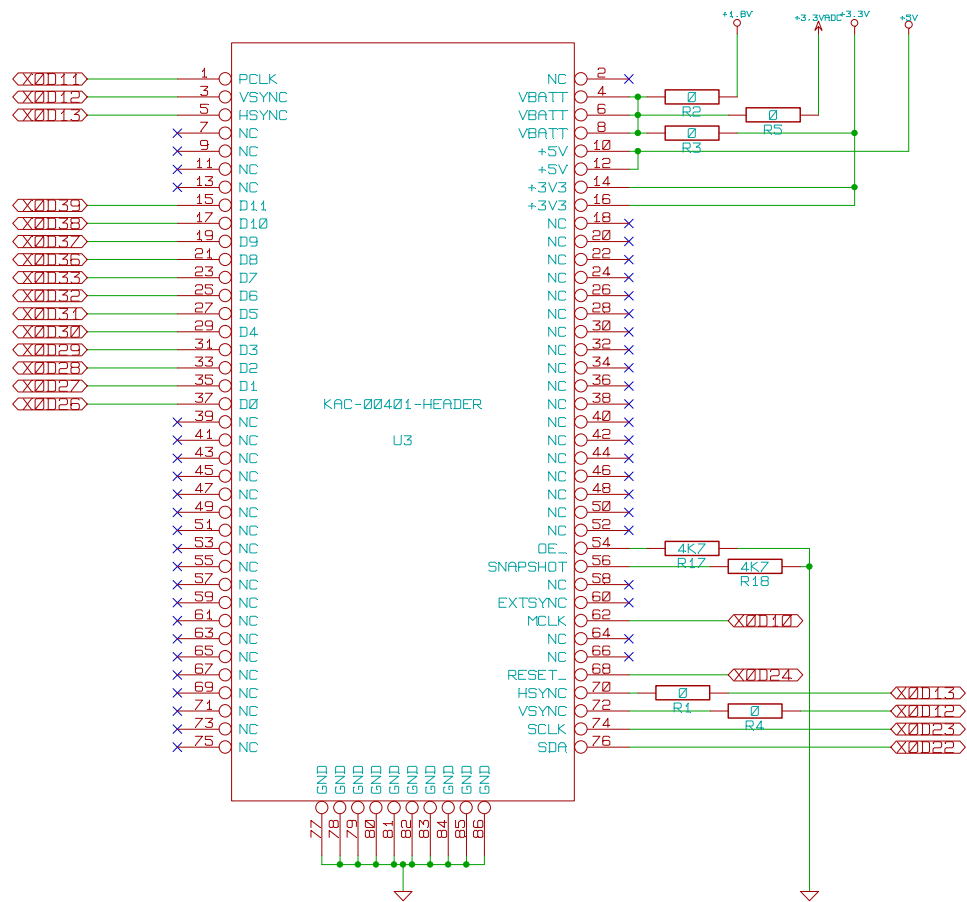 +1.8V +3.3VADC +3.3V +5V
X0D11 1 PCLK NC 2
X0D12 3 VSYNC VBATT 4 0 R2
X0D13 5 HSYNC VBATT 6 0 R5
7 NC VBATT 8 0 R3
9 NC +5V 10
11 NC +5V 12
13 NC +3V3 14
X0D39 15 D11 +3V3 16
X0D38 17 D10 NC 18
X0D37 19 D9 NC 20
X0D36 21 D8 NC 22
X0D33 23 D7 NC 24
X0D32 25 D6 NC 26
X0D31 27 D5 NC 28
X0D30 29 D4 NC 30
X0D29 31 D3 NC 32
X0D28 33 D2 NC 34
X0D27 35 D1 NC 36
X0D26 37 D0 KAC-00401-HEADER NC 38
39 NC NC 40
41 NC U3 NC 42
43 NC NC 44
45 NC NC 46
47 NC NC 48
49 NC NC 50
51 NC NC 52
53 NC OE_ 54 4K7 R17
55 NC SNAPSHOT 56 4K7 R18
57 NC NC 58
59 NC EXTSYNC 60
61 NC MCLK 62 X0D10
63 NC NC 64
65 NC NC 66
67 NC RESET_ 68 X0D24
69 NC HSYNC 70 0 R1 X0D13
71 NC VSYNC 72 0 R4 X0D12
73 NC SCLK 74 X0D23
75 NC SDA 76 X0D22
GND GND GND GND GND GND GND GND GND GND
77 78 79 80 81 82 83 84 85 86